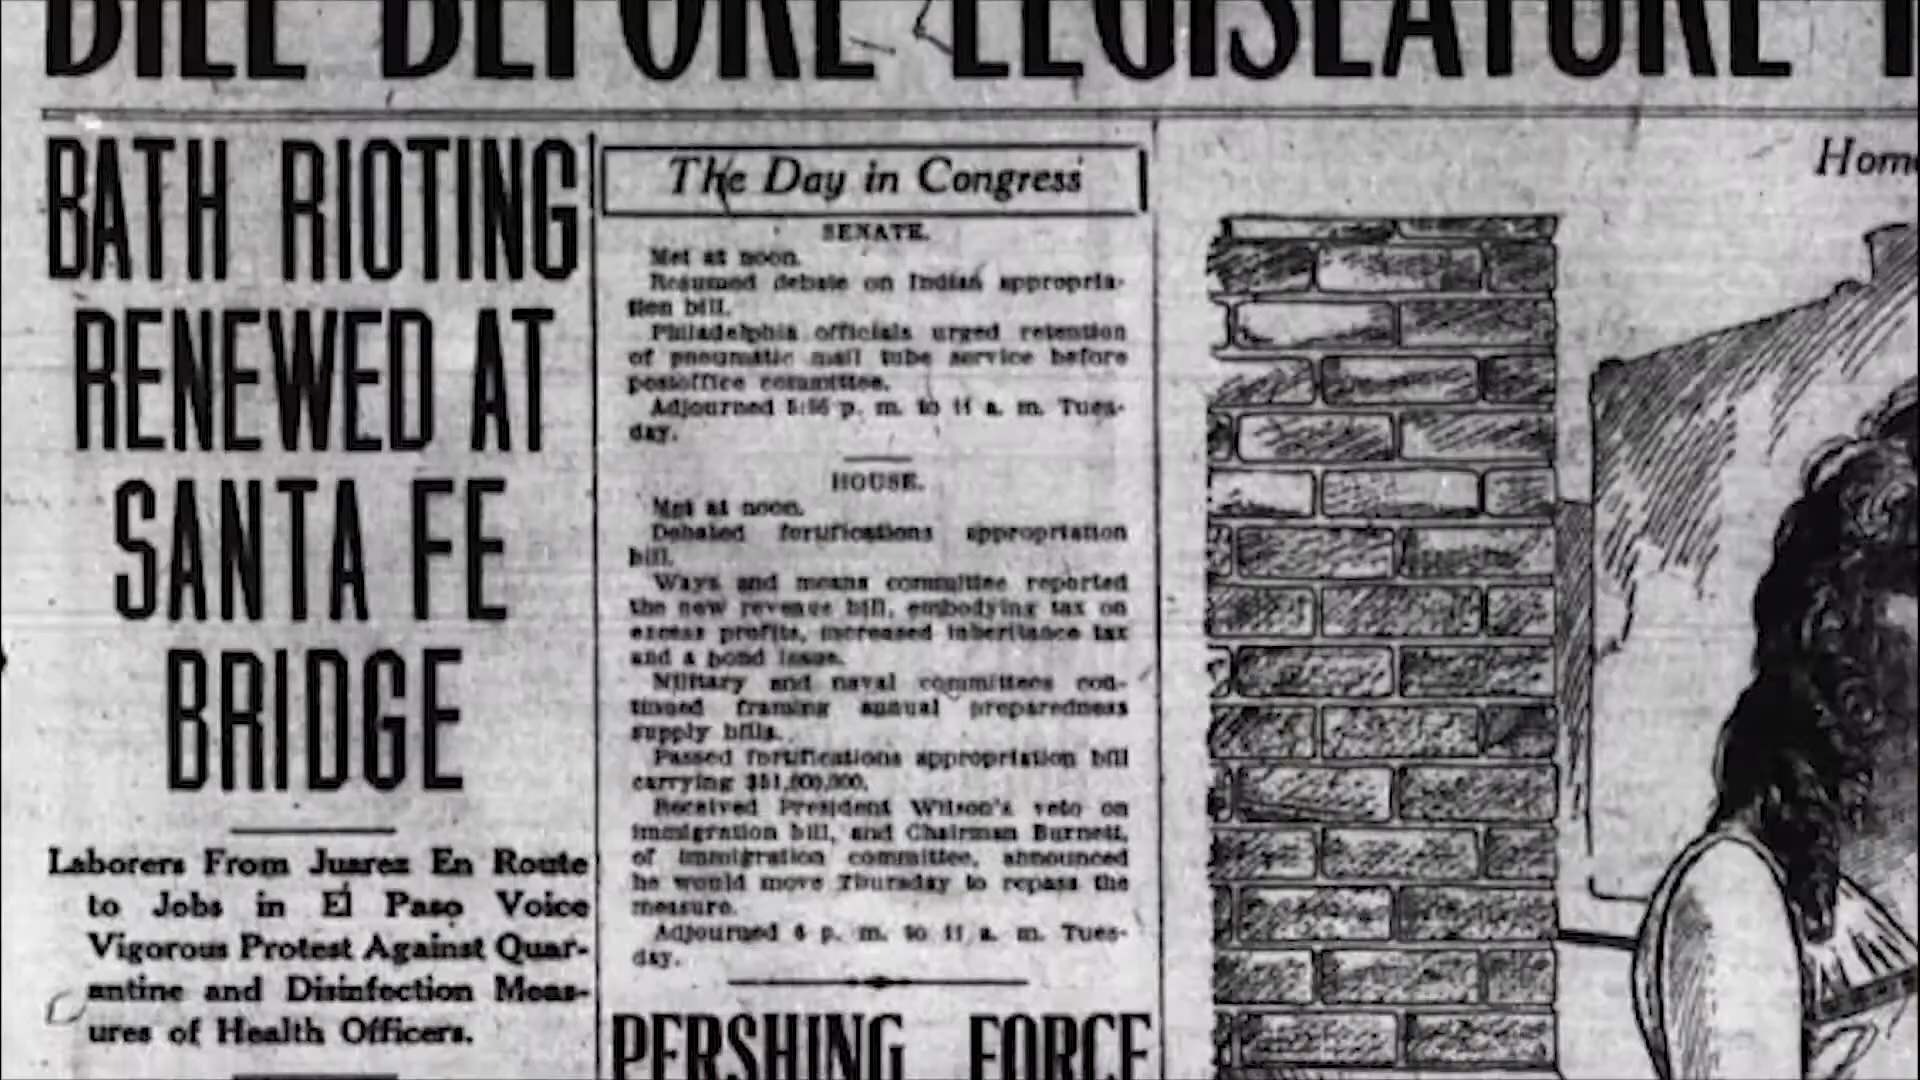 BILL BEFORE LEGISLATURE
BATH RIOTING
RENEWED AT
SANTA FE
BRIDGE
Laborers From Juarez En Route
to Jobs in El Paso Voice
Vigorous Protest Against Quar-
antine and Disinfection Meas-
ures of Health Officers.
The Day in Congress
SENATE.
Met at noon.
Resumed debate on Indian appropria-
tion bill.
Philadelphia officials urged retention
of pneumatic mail tube service before
postoffice committee.
Adjourned p. m. to 11 a. m. Tues-
day.
HOUSE.
Met at noon.
Debated fortifications appropriation
bill.
Ways and means committee reported
the new revenue bill, embodying tax on
excess profits, increased inheritance tax
and a bond issue.
Military and naval committees con-
tinued framing annual preparedness
supply bills.
Passed fortifications appropriation bill
carrying $51,000,000.
Received President Wilson's veto on
immigration bill, and Chairman Burnett,
of immigration committee, announced
he would move Thursday to repass the
measure.
Adjourned 6 p. m. to 11 a. m. Tues-
day.
PERSHING FORCE